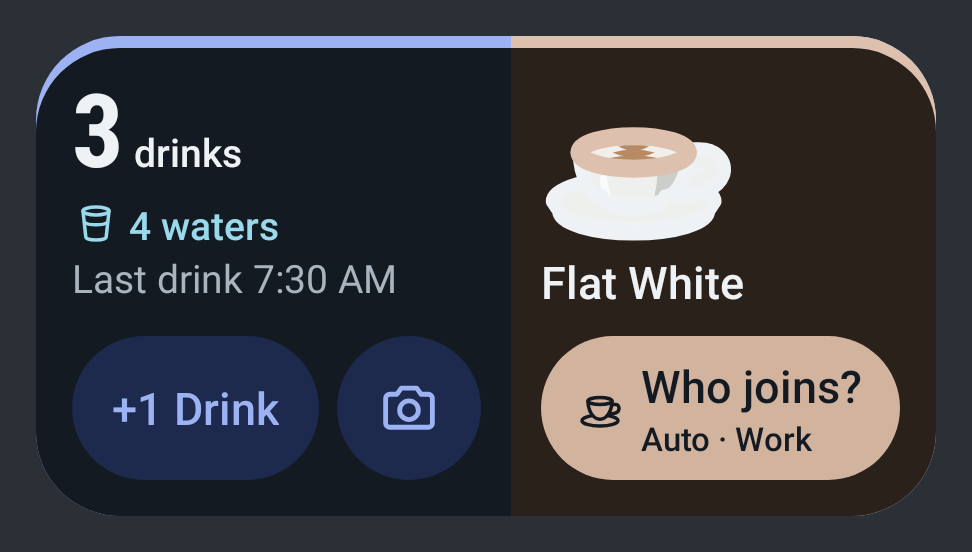 3 drinks
4 waters
Last drink 7:30 AM
+1 Drink
Flat White
Who joins?
Auto · Work